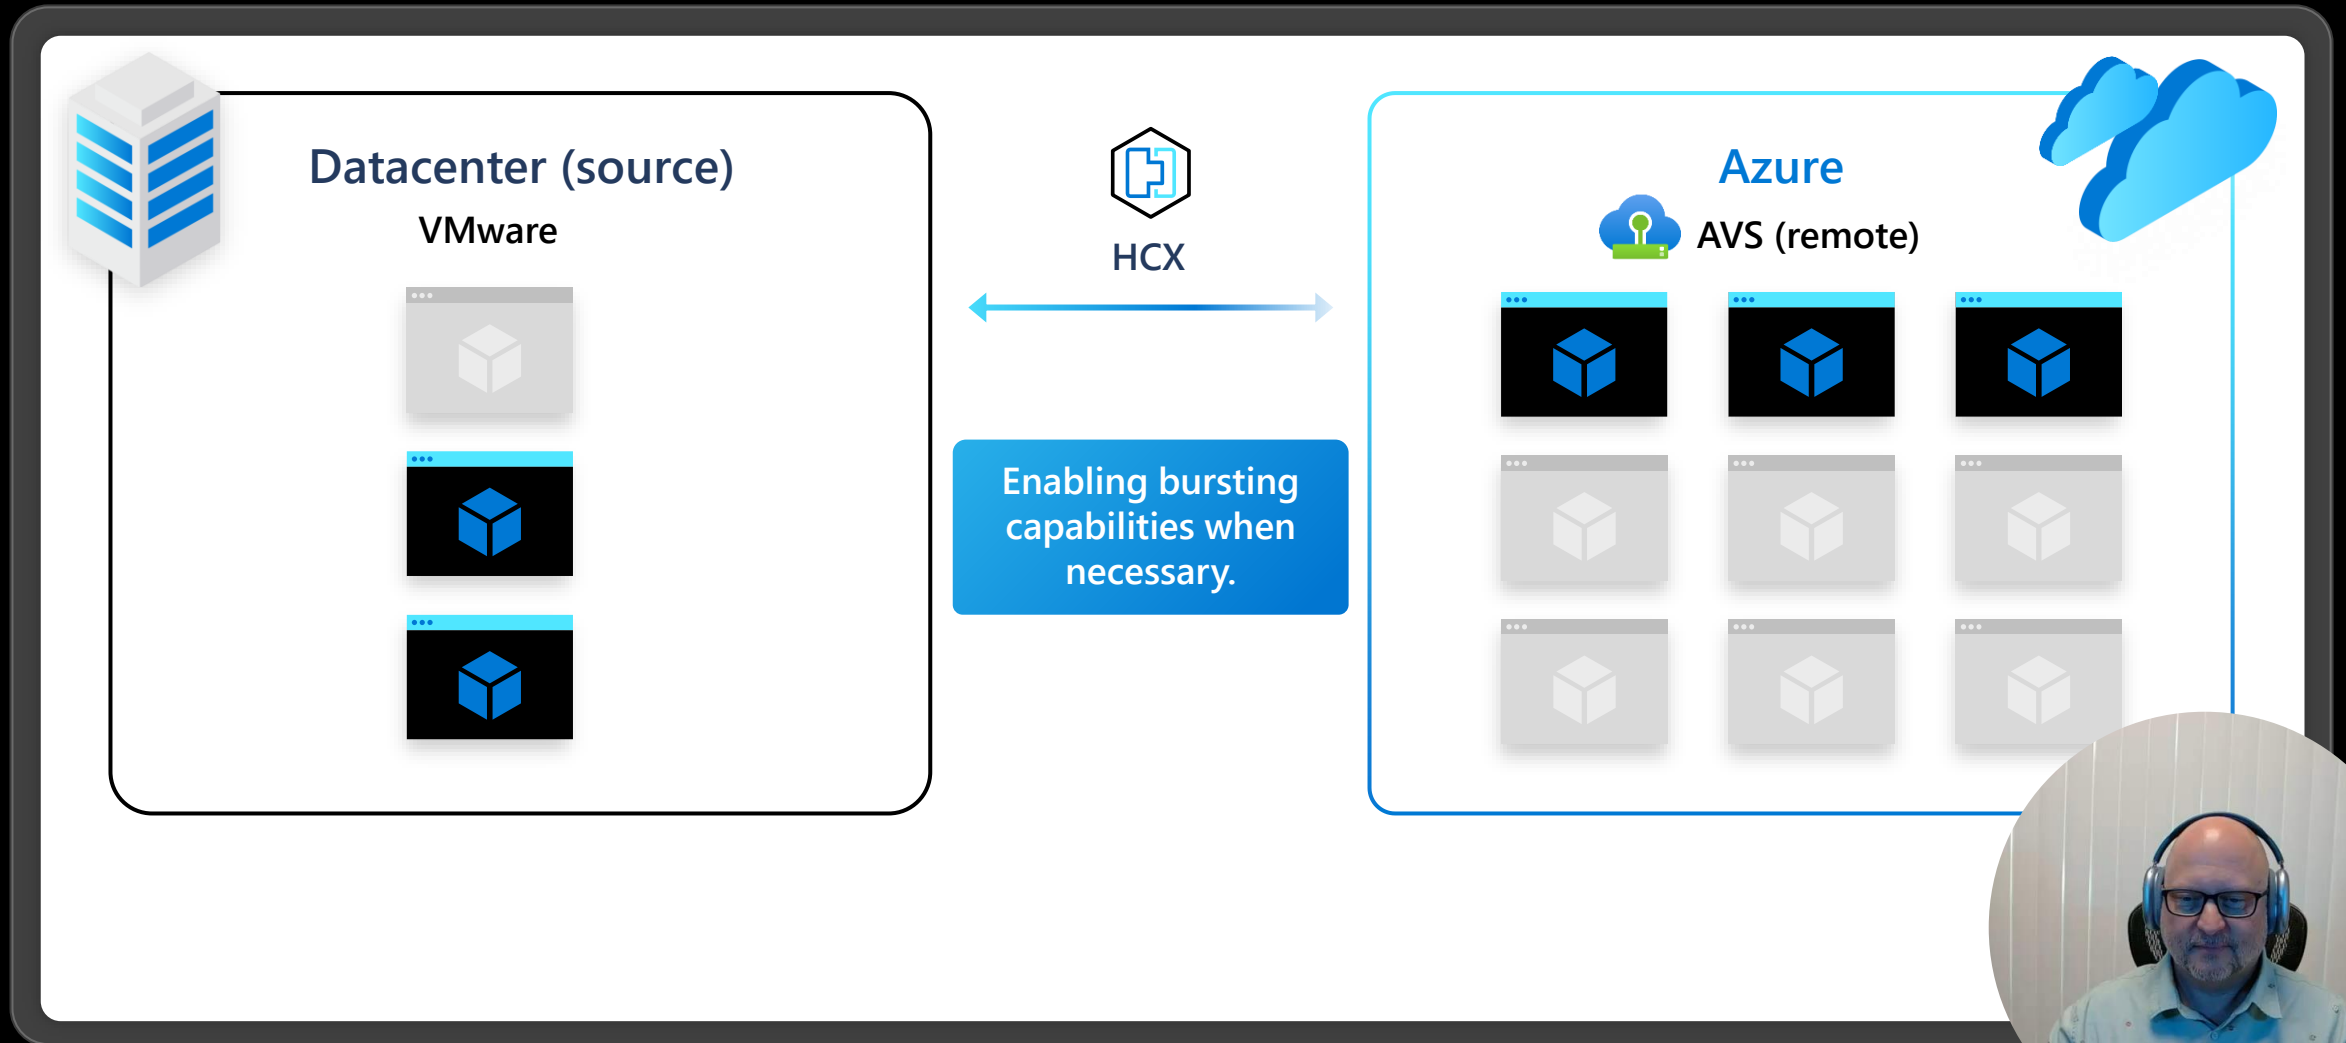 Datacenter (source)
VMware
HCX
Enabling bursting
capabilities when
necessary.
Azure
AVS (remote)